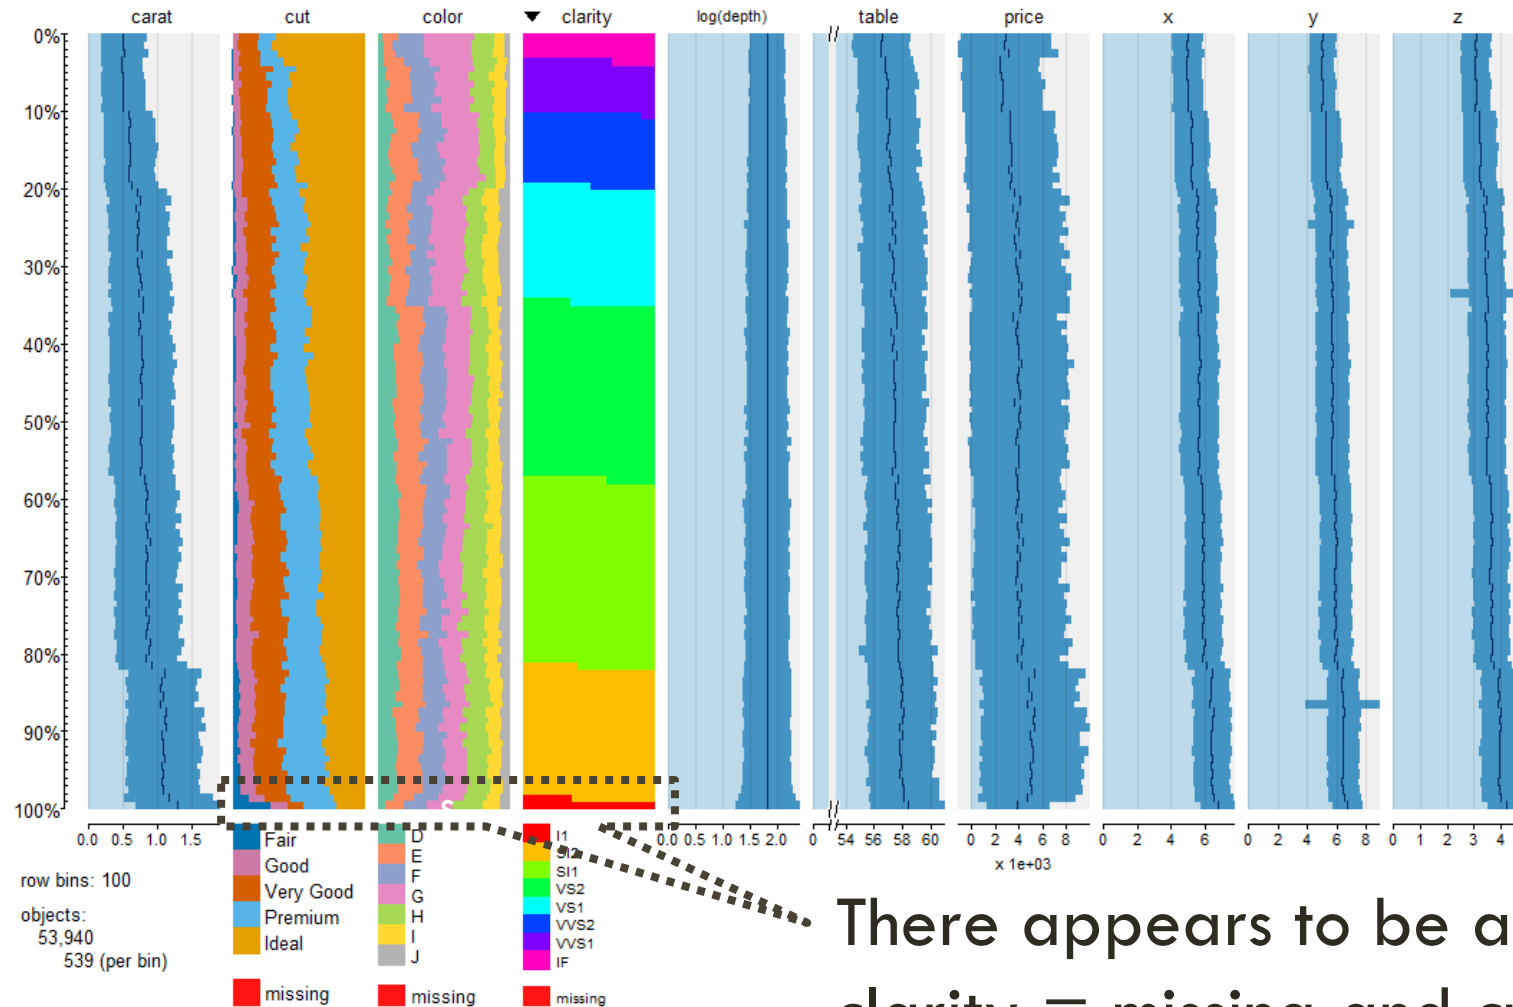 carat cut color clarity log(depth) table price x y z
0%
10%
20%
30%
40%
50%
60%
70%
80%
90%
100%
0.0 0.5 1.0 1.5 0.0 0.5 1.0 1.5 2.0 0 54 56 58 60 0 2 4 6 8 0 2 4 6 0 2 4 6 8 0 1 2 3 4
x 1e+03
row bins: 100
objects:
53,940
539 (per bin)
Fair
Good
Very Good
Premium
Ideal
missing
D
E
F
G
H
I
J
missing
I1
SI2
SI1
VS2
VS1
VVS2
VVS1
IF
missing
There appears to be a
clarity = missing and